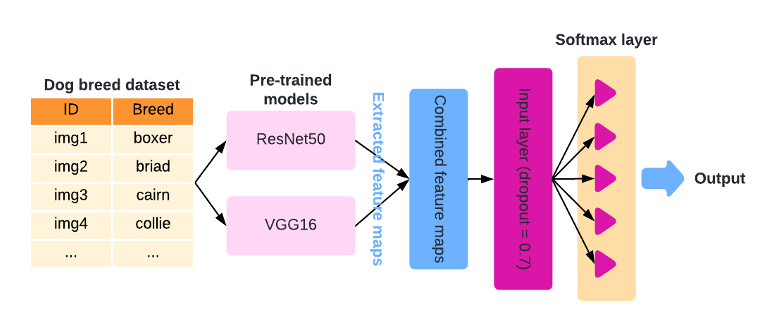 Softmax layer
Dog breed dataset
Pre-trained
models
ID Breed
img1 boxer
img2 briad
img3 cairn
img4 collie
... ...
ResNet50
VGG16
Extracted feature maps
Combined feature maps
Input layer (dropout = 0.7)
Output